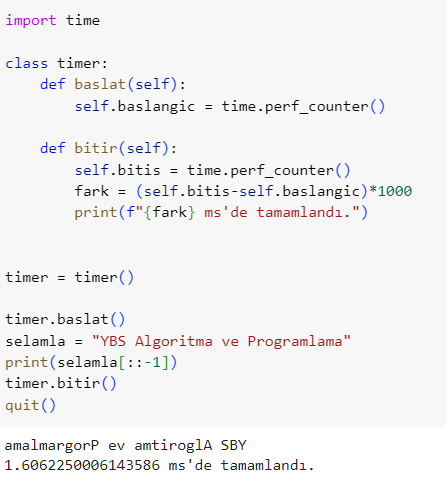 import time
class timer:
def baslat(self):
self.baslangic = time.perf_counter()
def bitir(self):
self.bitis = time.perf_counter()
fark = (self.bitis-self.baslangic)*1000
print(f"{fark} ms'de tamamlandı.")
timer = timer()
timer.baslat()
selamla = "YBS Algoritma ve Programlama"
print(selamla[::-1])
timer.bitir()
quit()
amalmargorP ev amtiroglA SBY
1.6062250006143586 ms'de tamamlandı.